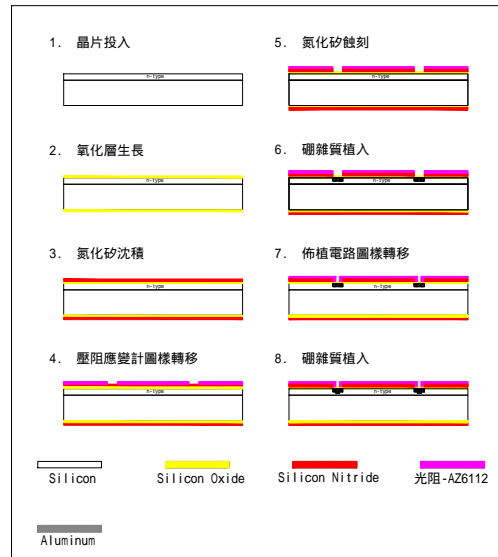 1. 晶片投入
n-type
2. 氧化層生長
n-type
3. 氮化矽沈積
n-type
4. 壓阻應變計圖樣轉移
n-type
5. 氮化矽蝕刻
n-type
6. 硼雜質植入
n-type
7. 佈植電路圖樣轉移
n-type
8. 硼雜質植入
n-type
Silicon
Silicon Oxide
Silicon Nitride
光阻-AZ6112
Aluminum